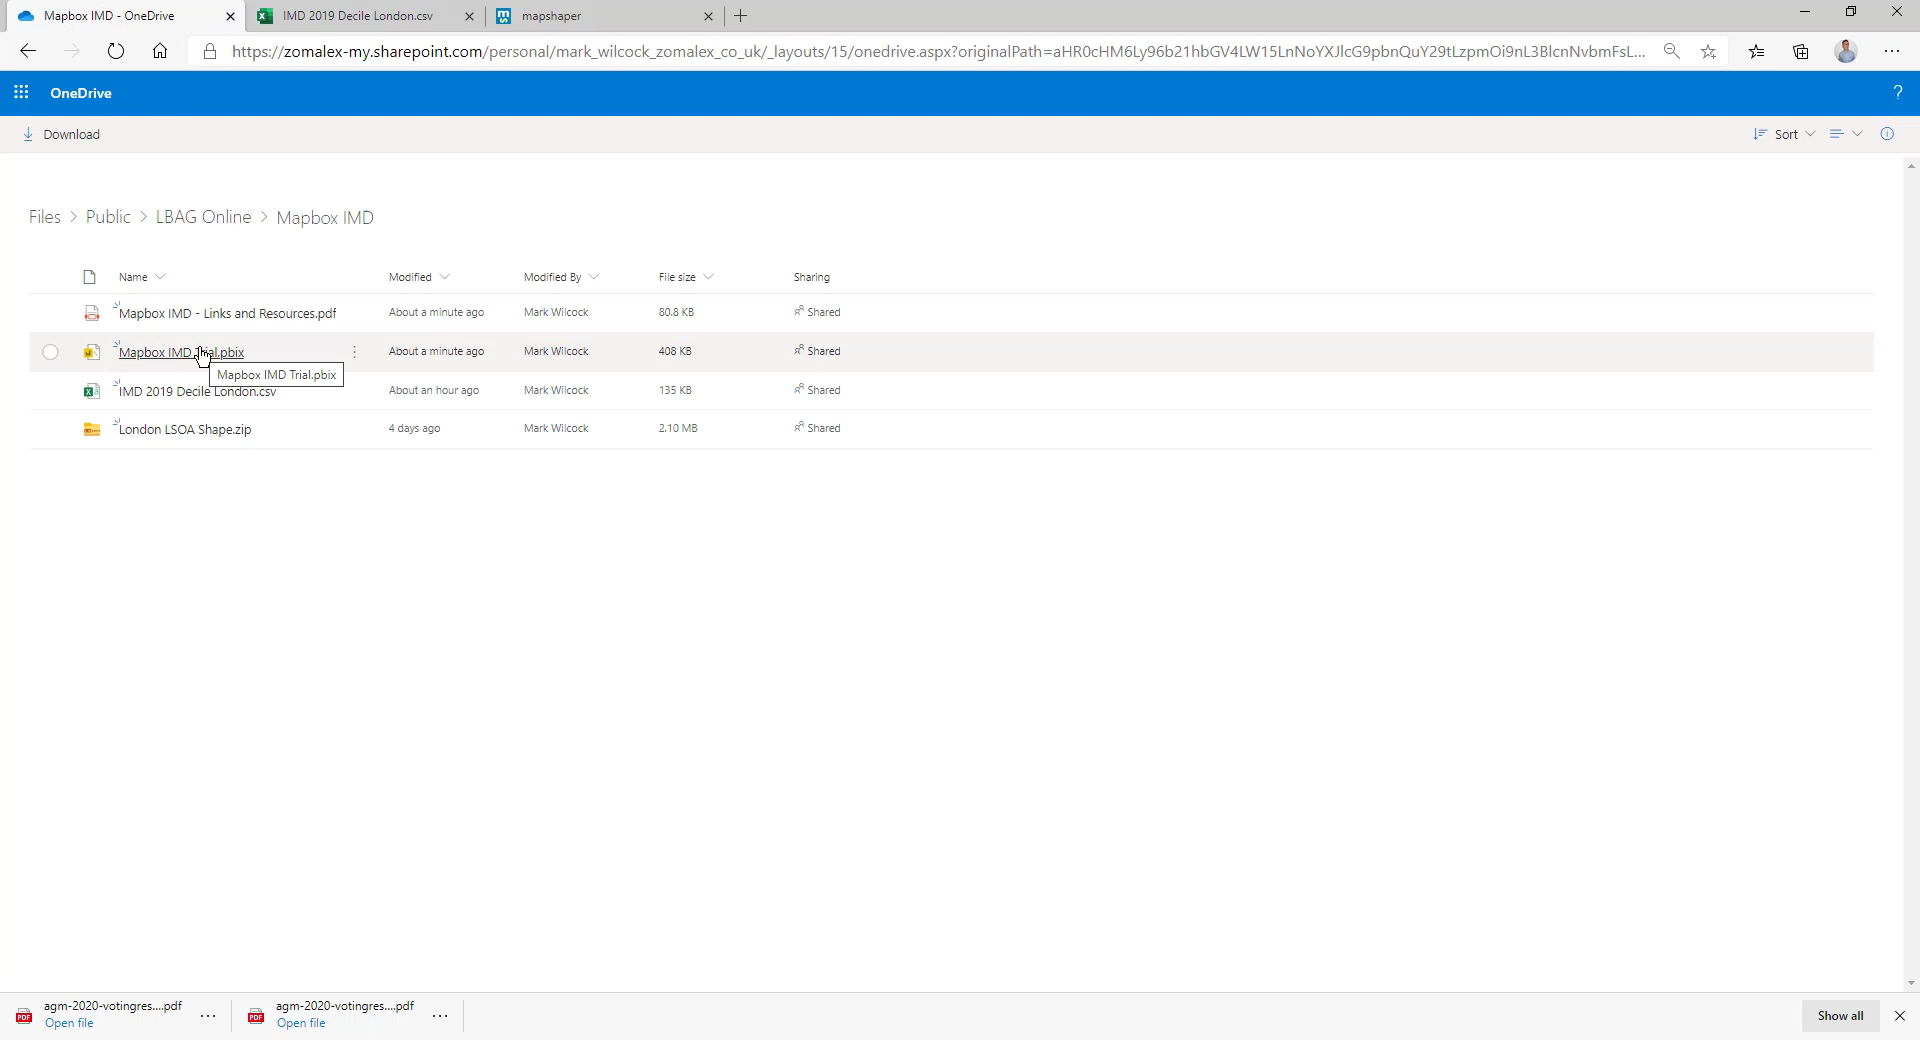 Mapbox IMD - OneDrive
IMD 2019 Decile London.csv
mapshaper
https://zomalex-my.sharepoint.com/personal/mark_wilcock_zomalex_co_uk/_layouts/15/onedrive.aspx?originalPath=aHR0cHM6Ly96b21hbGV4LW15LnNoYXJlcG9pbnQuY29tLzpmOi9nL3BlcnNvbmFsL...
OneDrive
?
Download
Sort
Files > Public > LBAG Online > Mapbox IMD
Name Modified Modified By File size Sharing
Mapbox IMD - Links and Resources.pdf About a minute ago Mark Wilcock 80.8 KB Shared
Mapbox IMD Trial.pbix About a minute ago Mark Wilcock 408 KB Shared
Mapbox IMD Trial.pbix
IMD 2019 Decile London.csv About an hour ago Mark Wilcock 135 KB Shared
London LSOA Shape.zip 4 days ago Mark Wilcock 2.10 MB Shared
agm-2020-votingres....pdf
Open file
agm-2020-votingres....pdf
Open file
Show all